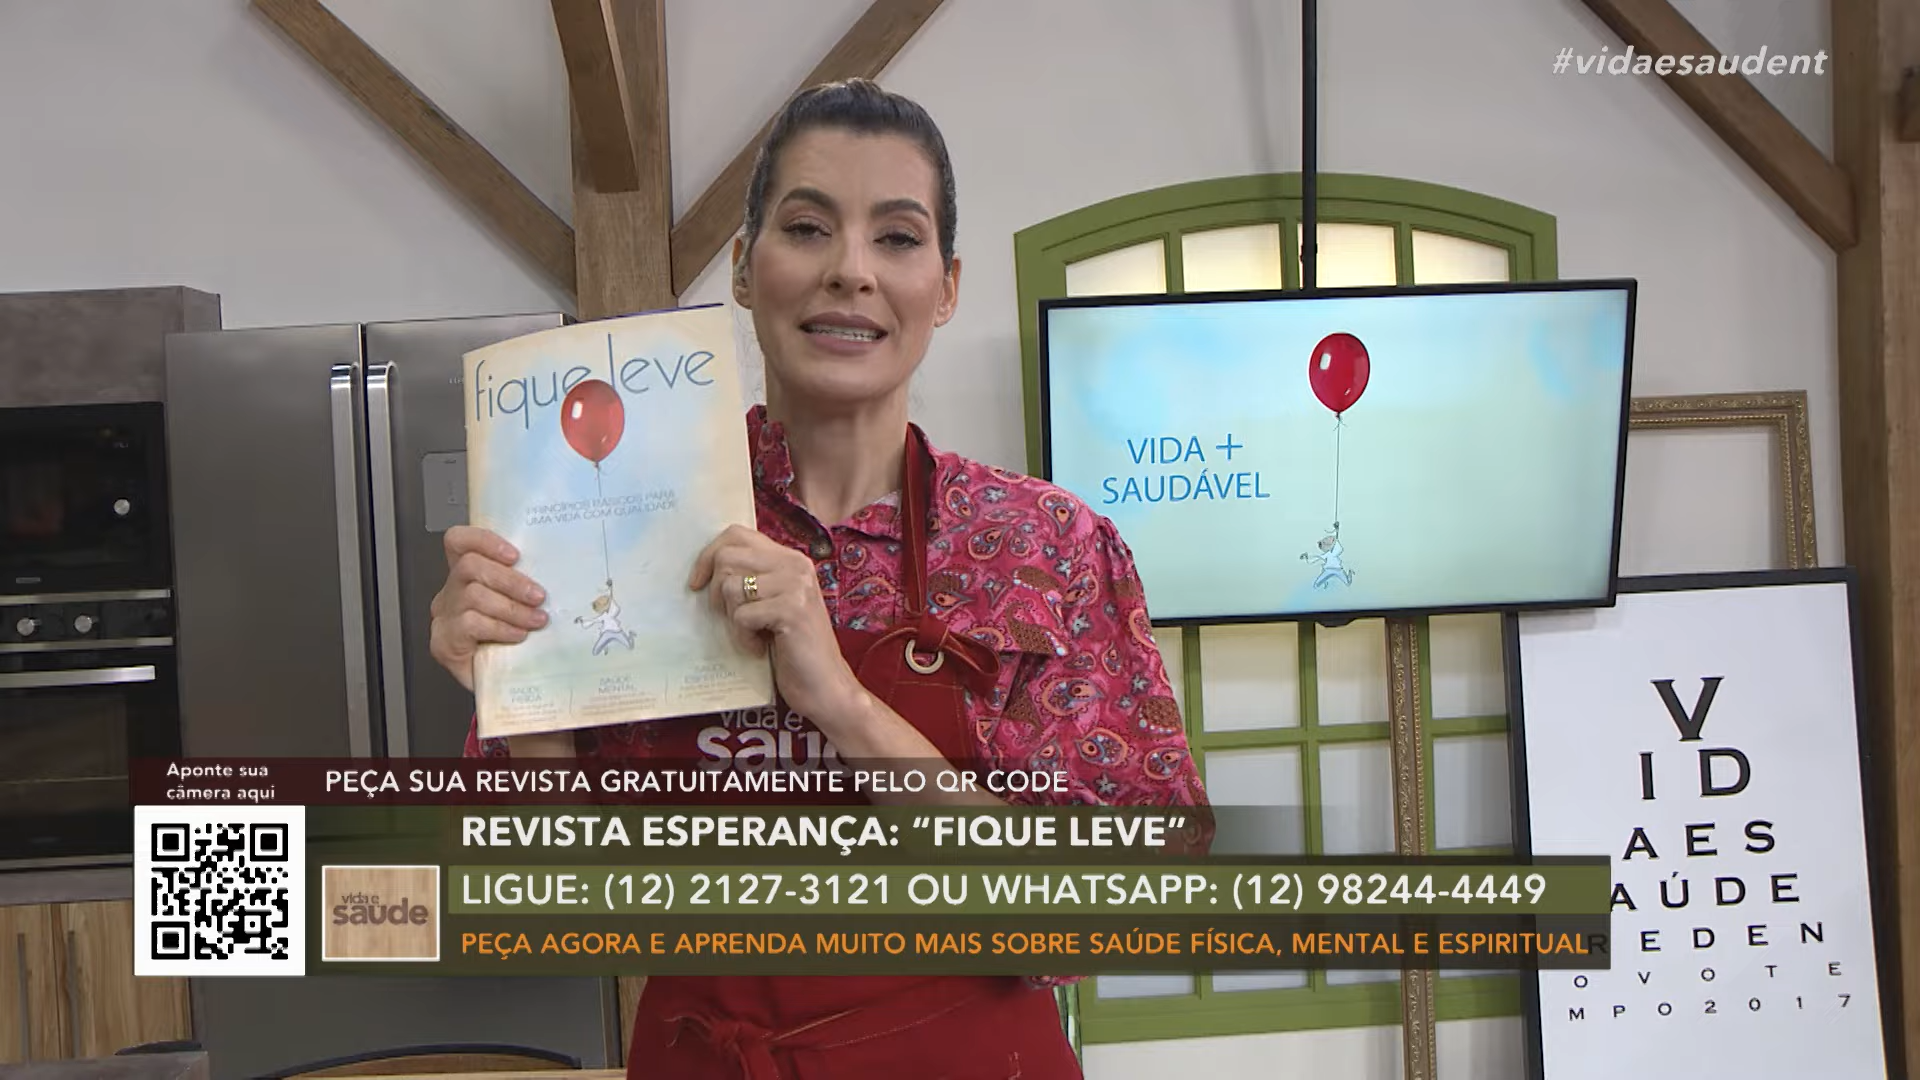 #vidaesaudent
fique leve
PRINCÍPIOS BÁSICOS PARA
UMA VIDA COM QUALIDADE
SAÚDE
FÍSICA
SAÚDE
MENTAL
SAÚDE
ESPIRITUAL
VIDA +
SAUDÁVEL
vida e
saúde
Aponte sua
câmera aqui
PEÇA SUA REVISTA GRATUITAMENTE PELO QR CODE
REVISTA ESPERANÇA: “FIQUE LEVE”
vida e
saúde
LIGUE: (12) 2127-3121 OU WHATSAPP: (12) 98244-4449
PEÇA AGORA E APRENDA MUITO MAIS SOBRE SAÚDE FÍSICA, MENTAL E ESPIRITUAL
V
I D
A E S
A Ú D E
R E D E N
O V O T E
M P O 2 0 1 7